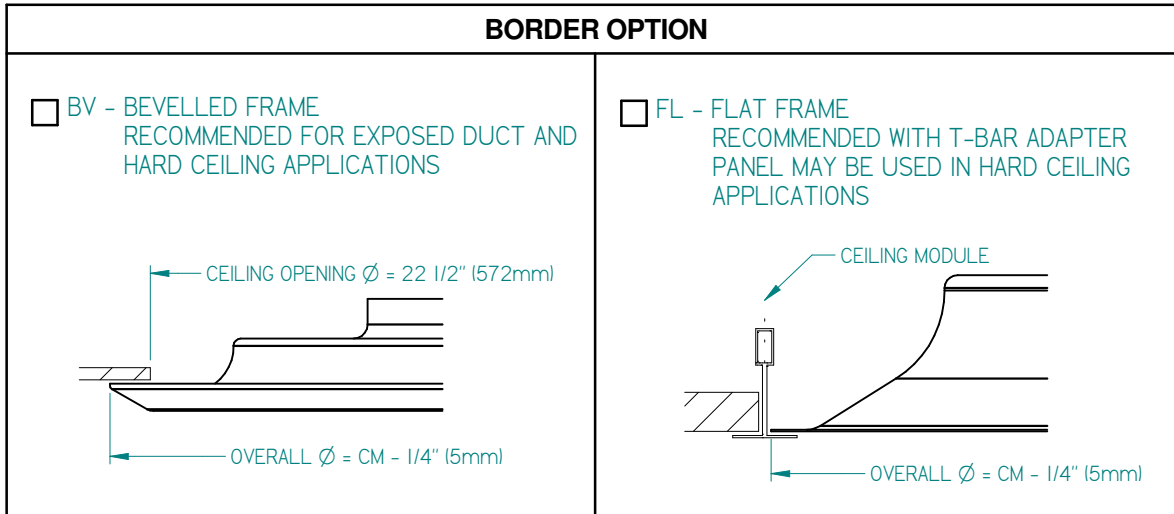 BORDER OPTION
BV - BEVELLED FRAME
RECOMMENDED FOR EXPOSED DUCT AND
HARD CEILING APPLICATIONS
CEILING OPENING Ø = 22 1/2" (572mm)
OVERALL Ø = CM - 1/4" (5mm)
FL - FLAT FRAME
RECOMMENDED WITH T-BAR ADAPTER
PANEL MAY BE USED IN HARD CEILING
APPLICATIONS
CEILING MODULE
OVERALL Ø = CM - 1/4" (5mm)